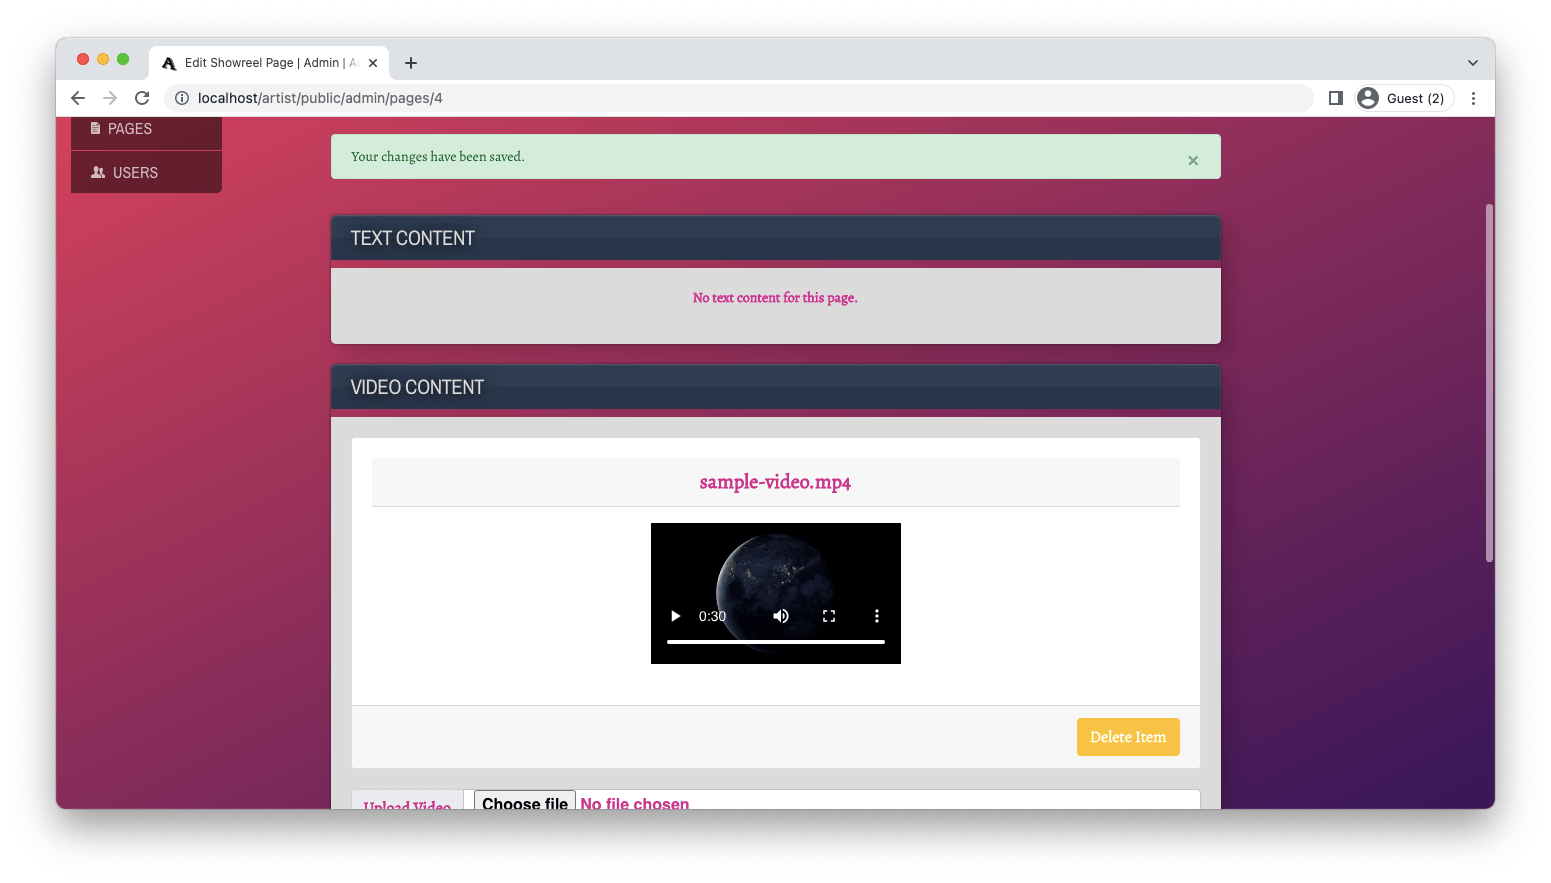 Edit Showreel Page | Admin | A
localhost/artist/public/admin/pages/4
Guest (2)
PAGES
USERS
Your changes have been saved.
×
TEXT CONTENT
No text content for this page.
VIDEO CONTENT
sample-video.mp4
0:30
Delete Item
Upload Video
Choose file No file chosen